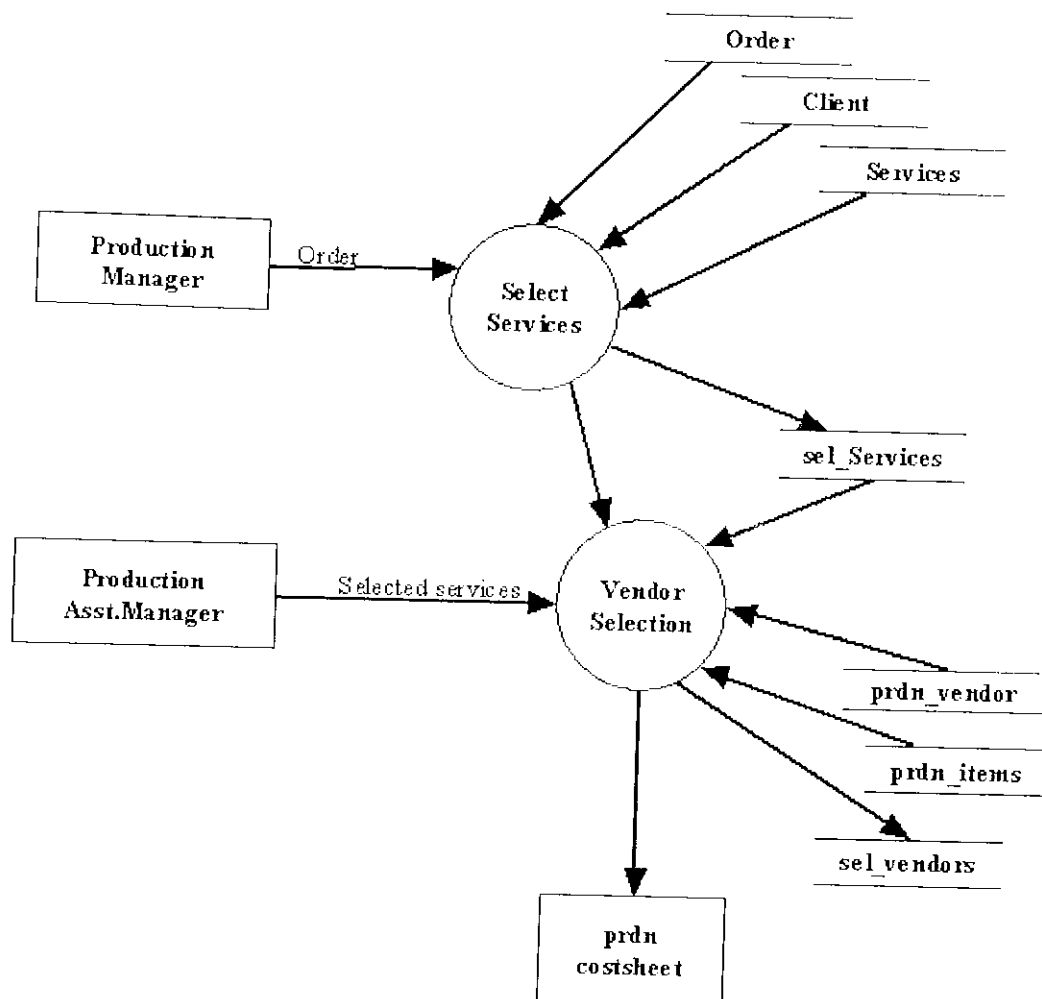 Order
Client
Services
Production
Manager
Order
Select
Services
sel_Services
Production
Asst.Manager
Selected services
Vendor
Selection
prdn_vendor
prdn_items
sel_vendors
prdn
costsheet